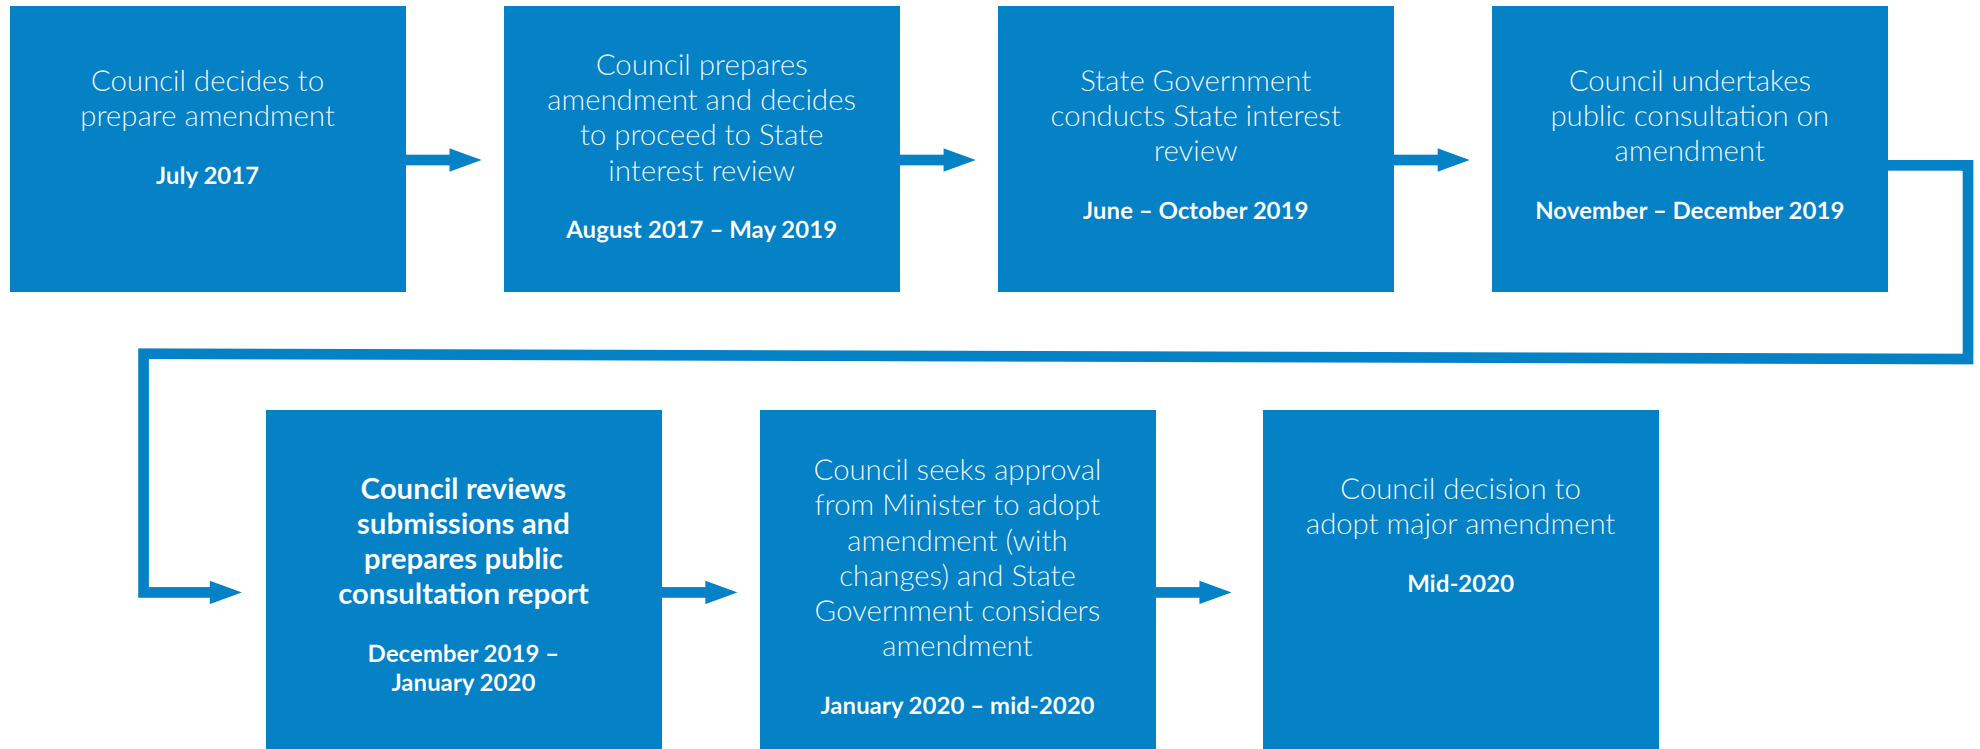 Council decides to
prepare amendment
July 2017
Council prepares
amendment and decides
to proceed to State
interest review
August 2017 – May 2019
State Government
conducts State interest
review
June – October 2019
Council undertakes
public consultation on
amendment
November – December 2019
Council reviews
submissions and
prepares public
consultation report
December 2019 –
January 2020
Council seeks approval
from Minister to adopt
amendment (with
changes) and State
Government considers
amendment
January 2020 – mid-2020
Council decision to
adopt major amendment
Mid-2020